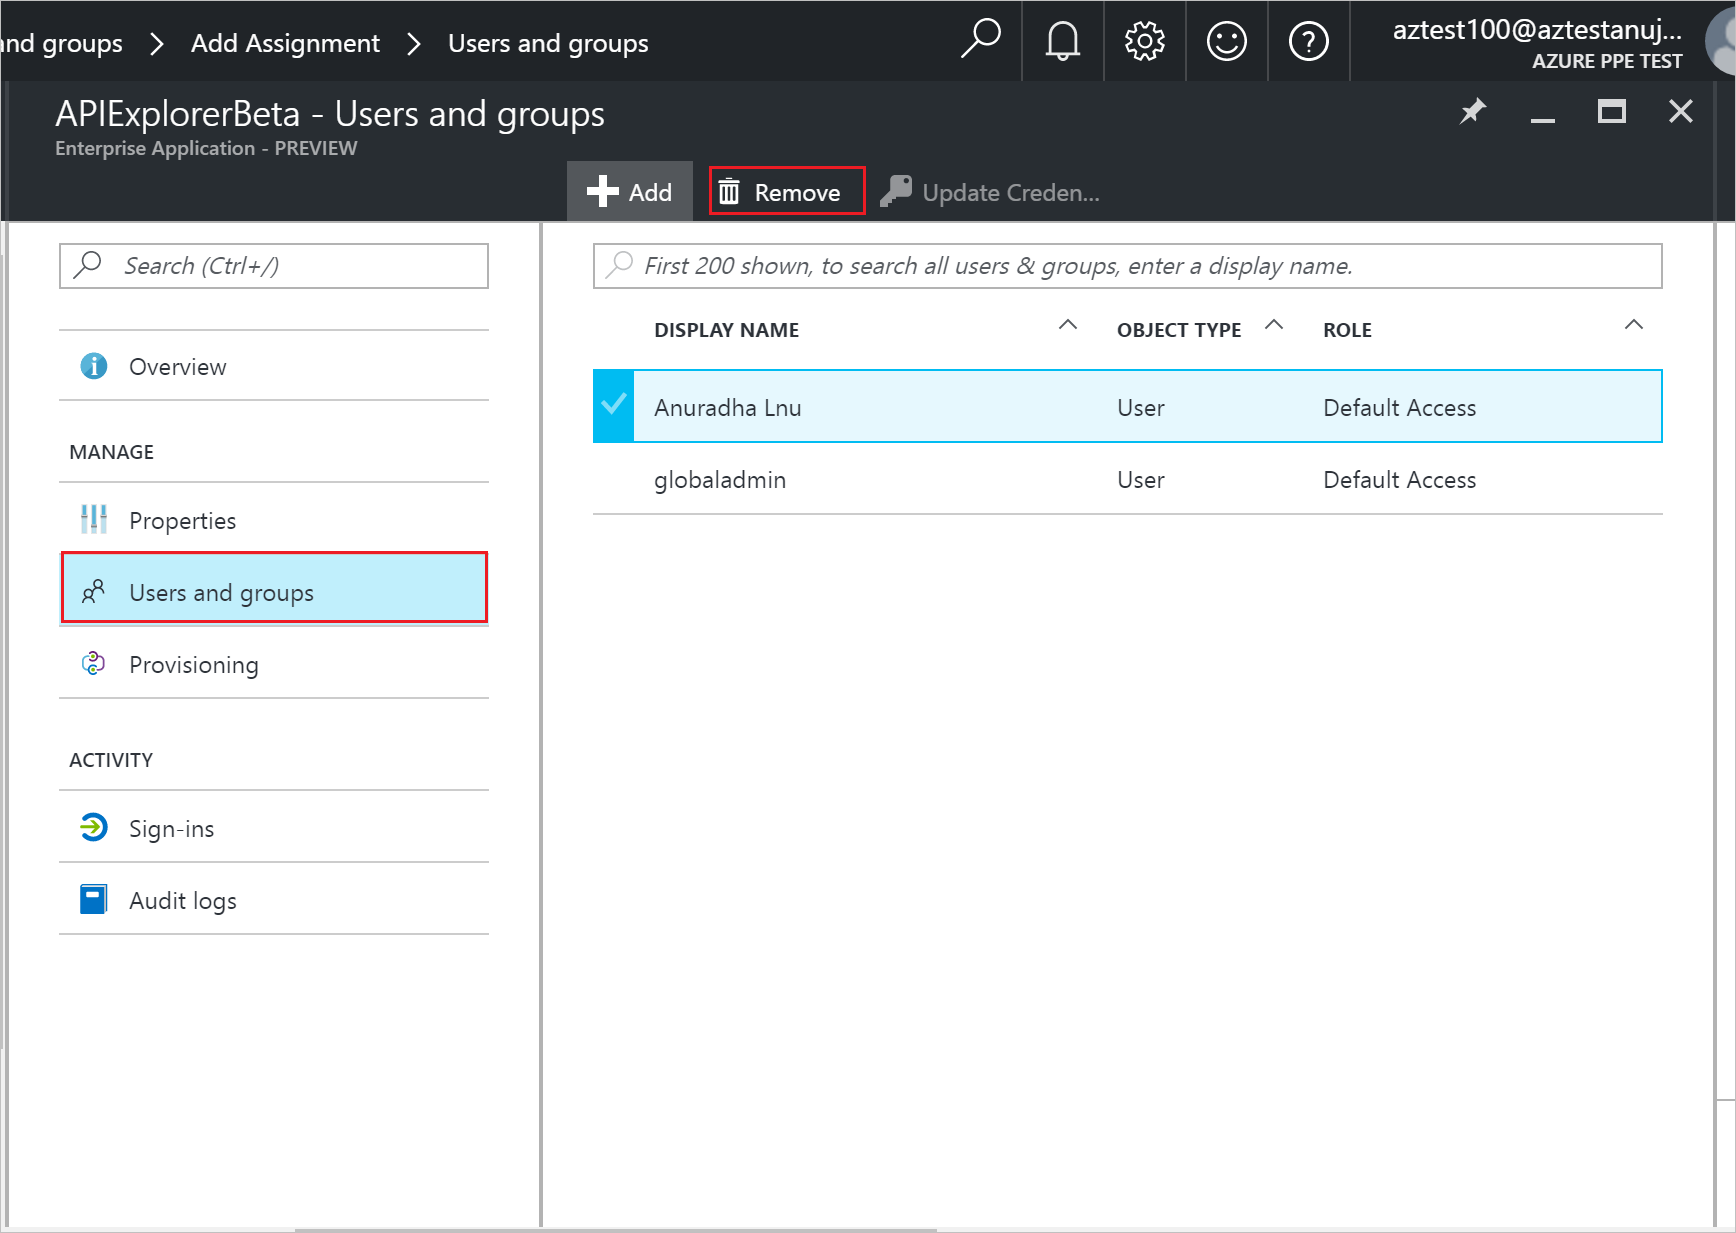 nd groups > Add Assignment > Users and groups
aztest100@aztestanuj...
AZURE PPE TEST
APIExplorerBeta - Users and groups
Enterprise Application - PREVIEW
Add
Remove
Update Creden...
Search (Ctrl+/)
Overview
MANAGE
Properties
Users and groups
Provisioning
ACTIVITY
Sign-ins
Audit logs
First 200 shown, to search all users & groups, enter a display name.
DISPLAY NAME OBJECT TYPE ROLE
Anuradha Lnu User Default Access
globaladmin User Default Access